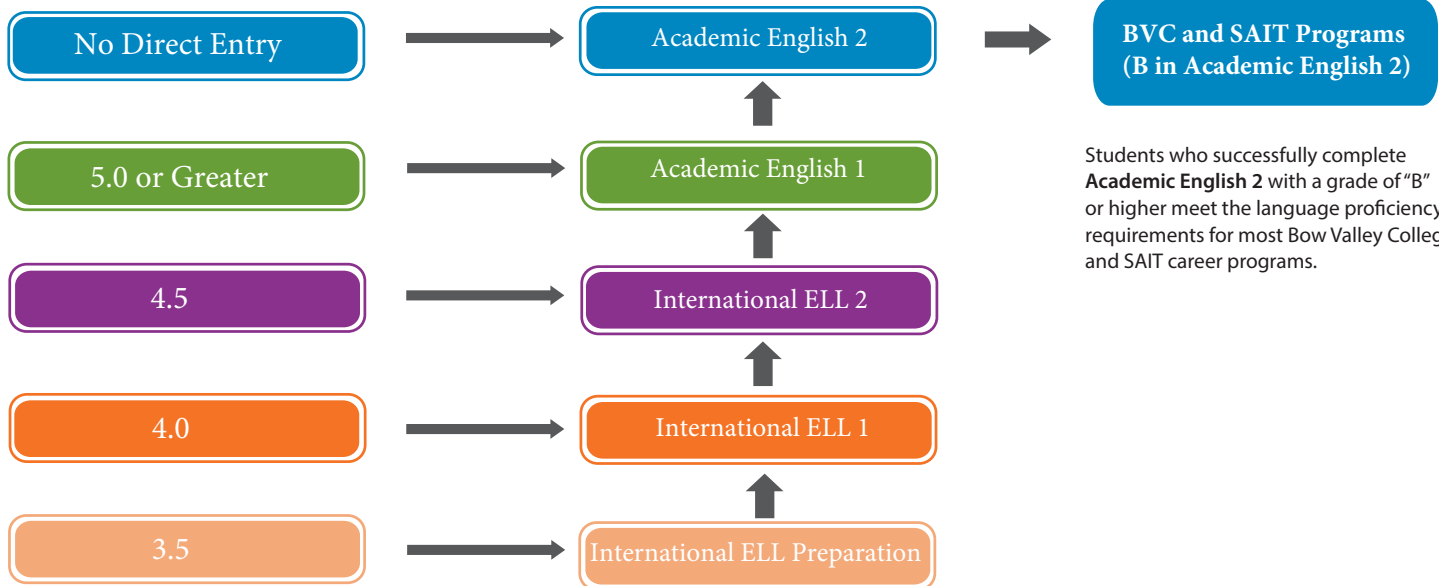 No Direct Entry
Academic English 2
BVC and SAIT Programs
(B in Academic English 2)
5.0 or Greater
Academic English 1
Students who successfully complete
Academic English 2 with a grade of “B”
or higher meet the language proficiency
requirements for most Bow Valley Colleg
and SAIT career programs.
4.5
International ELL 2
4.0
International ELL 1
3.5
International ELL Preparation